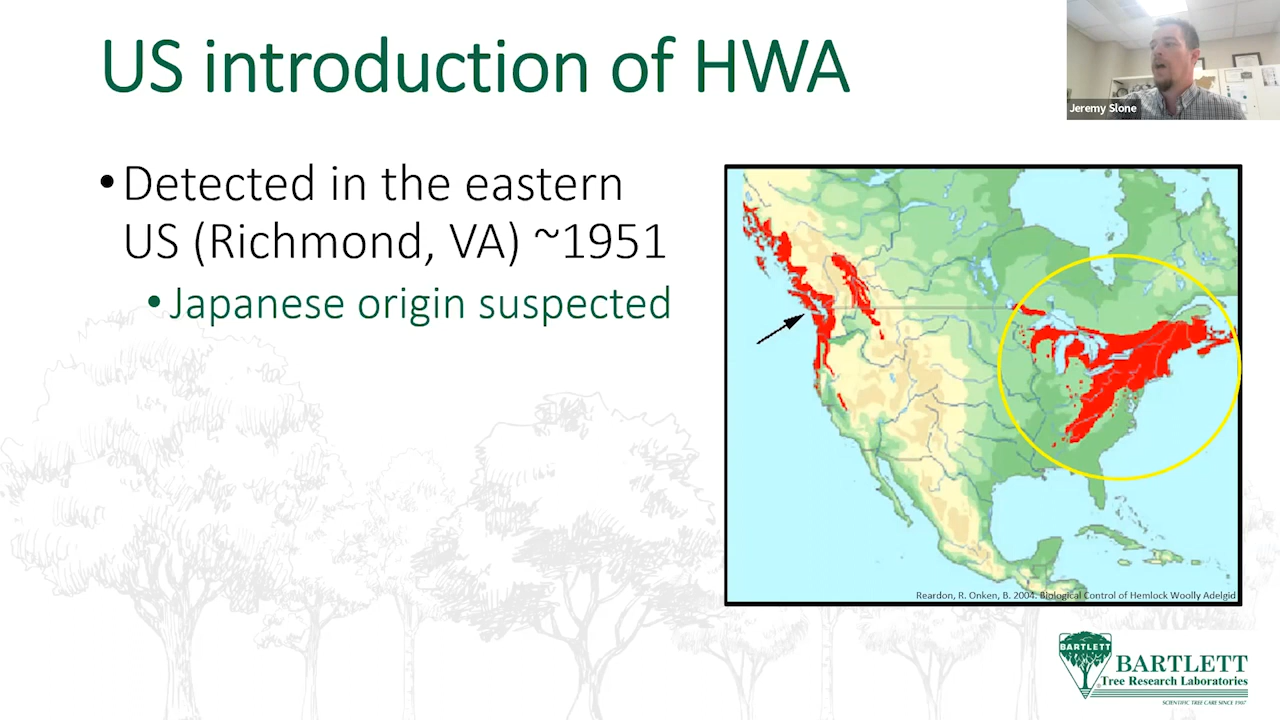 US introduction of HWA
Jeremy Slone
• Detected in the eastern
US (Richmond, VA) ~1951
• Japanese origin suspected
Reardon, R. Onken, B. 2004. Biological Control of Hemlock Woolly Adelgid
BARTLETT
BARTLETT
Tree Research Laboratories
SCIENTIFIC TREE CARE SINCE 1907